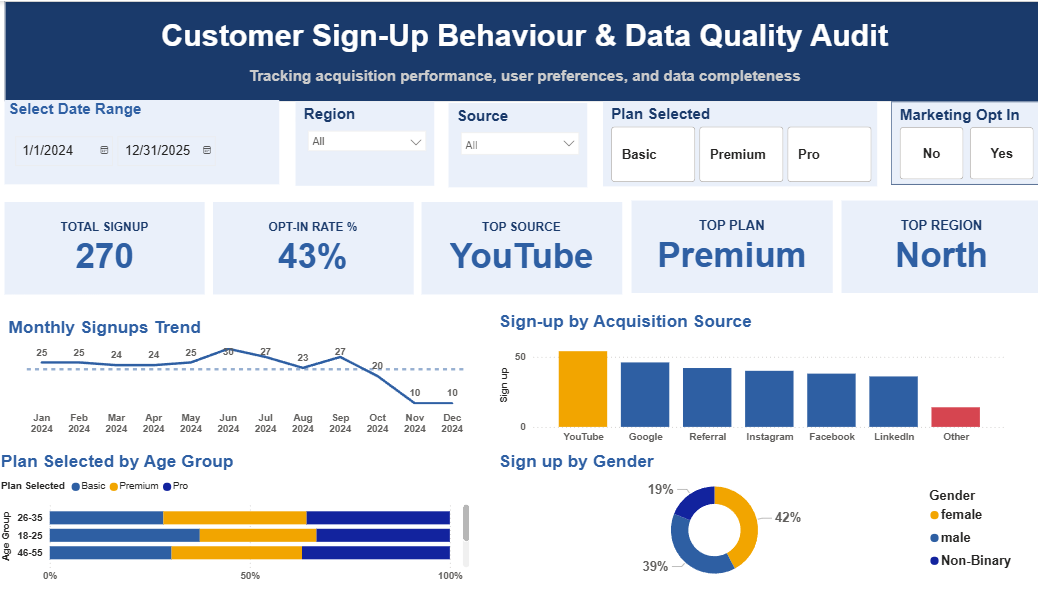 Customer Sign-Up Behaviour & Data Quality Audit
Tracking acquisition performance, user preferences, and data completeness
Select Date Range
1/1/2024 12/31/2025
Region
All
Source
All
Plan Selected
Basic Premium Pro
Marketing Opt In
No Yes
TOTAL SIGNUP
270
OPT-IN RATE %
43%
TOP SOURCE
YouTube
TOP PLAN
Premium
TOP REGION
North
Monthly Signups Trend
25 25 24 24 25 30 27 23 27 20 10 10
Jan Feb Mar Apr May Jun Jul Aug Sep Oct Nov Dec
2024 2024 2024 2024 2024 2024 2024 2024 2024 2024 2024 2024
Sign-up by Acquisition Source
Sign up
50
0
YouTube Google Referral Instagram Facebook LinkedIn Other
Plan Selected by Age Group
Plan Selected Basic Premium Pro
Age Group
26-35
18-25
46-55
0% 50% 100%
Sign up by Gender
19%
42%
39%
Gender
female
male
Non-Binary